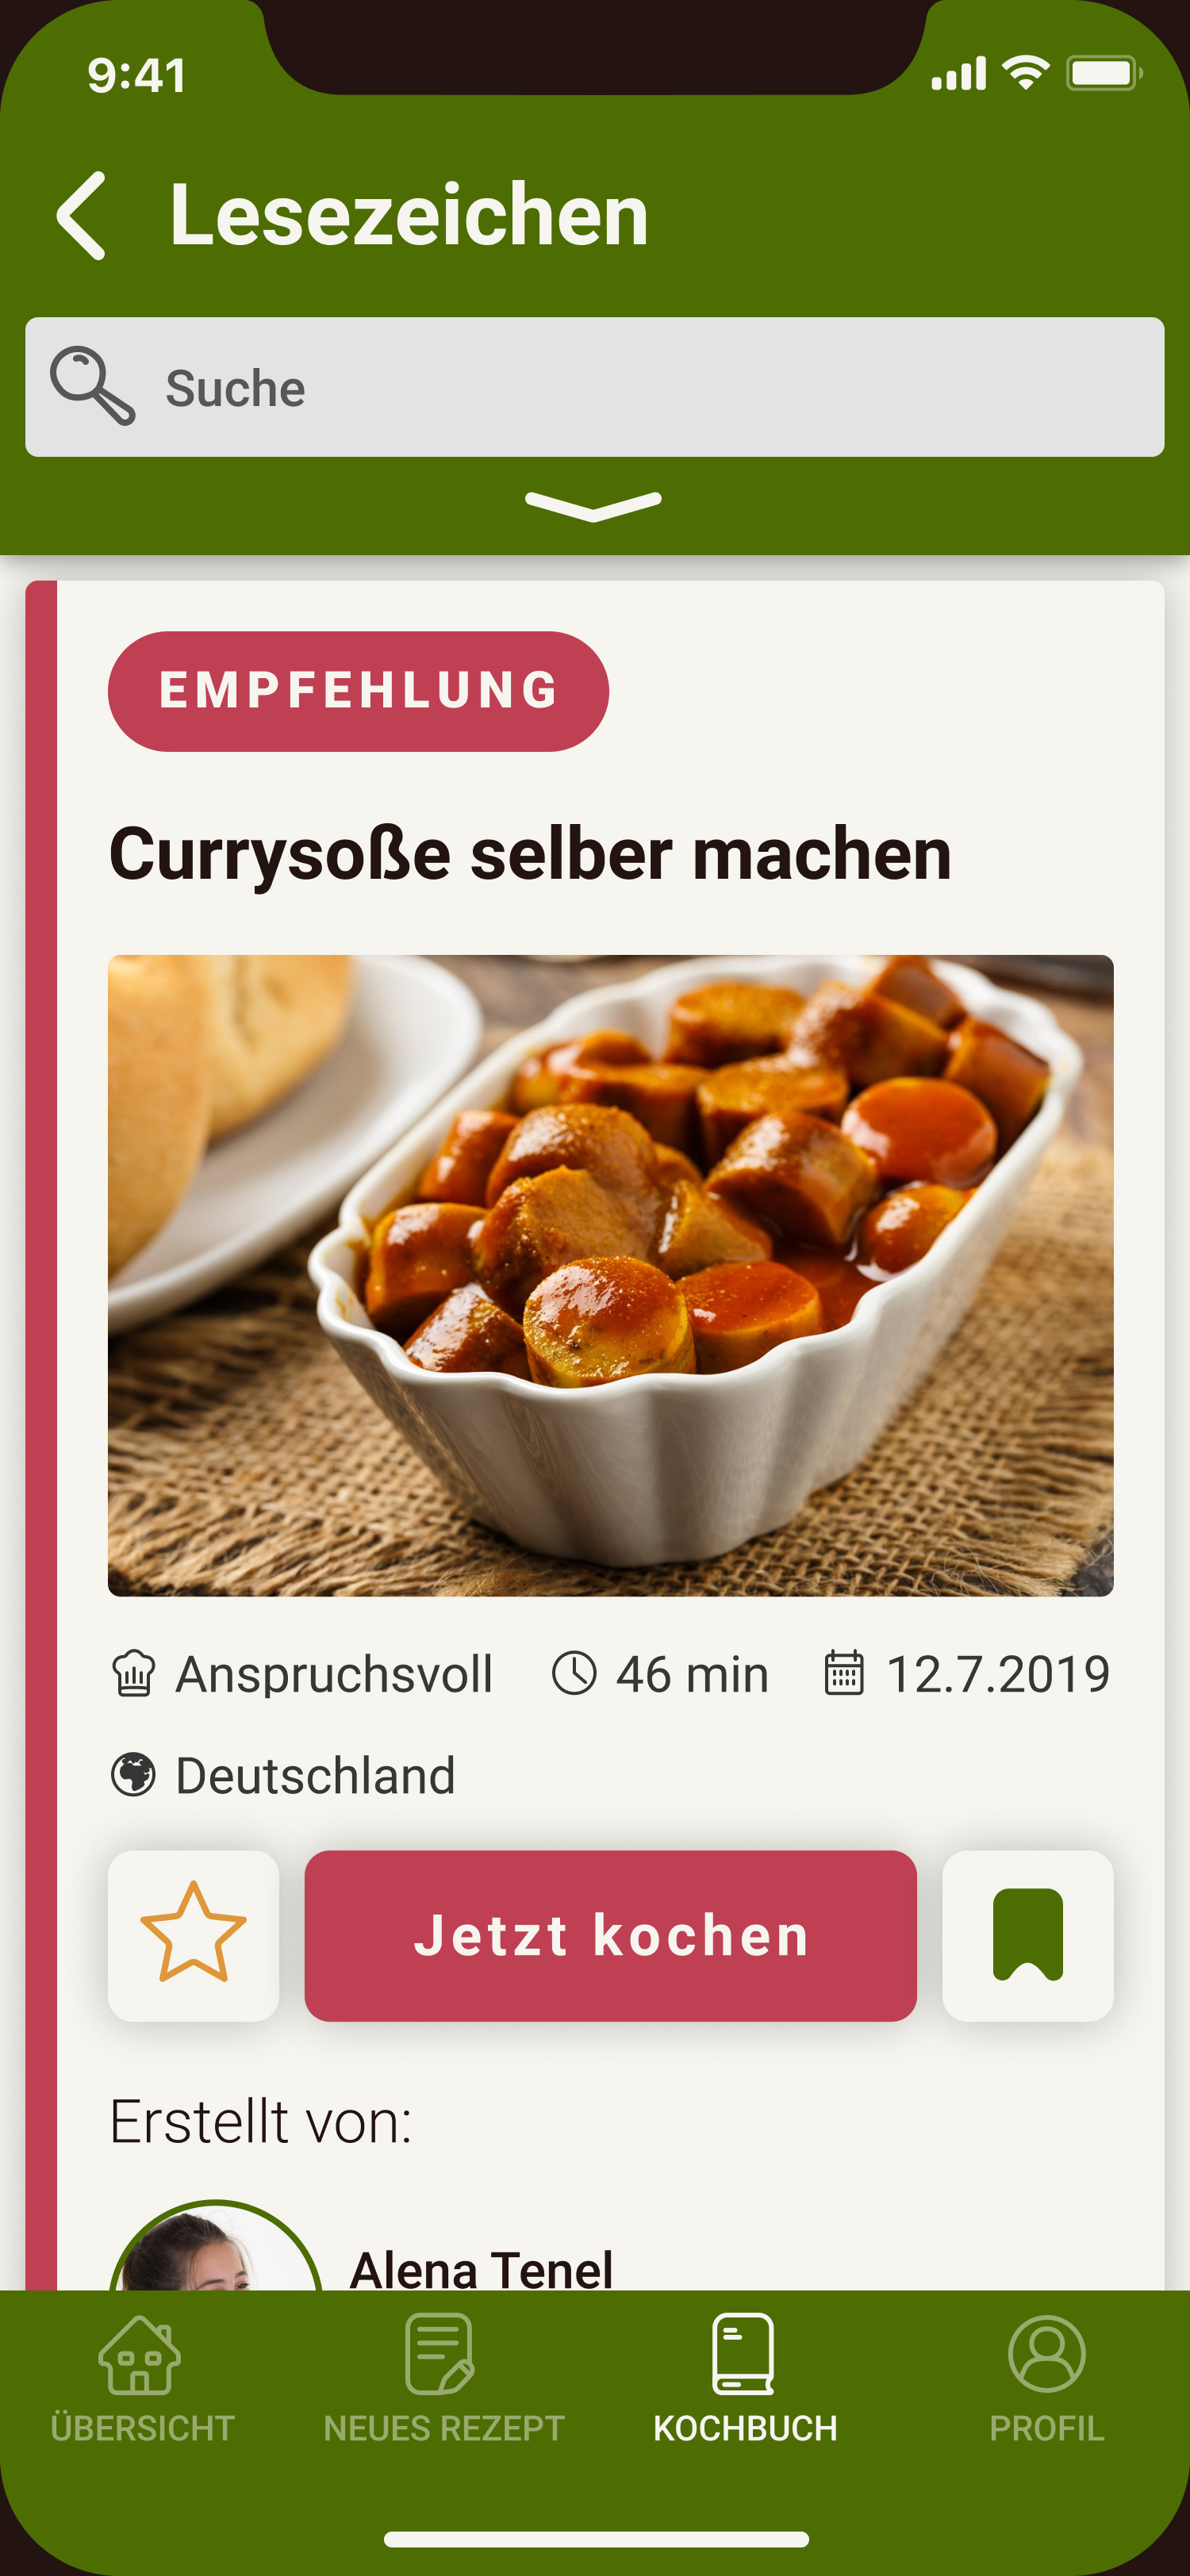 9:41
Lesezeichen
Suche
EMPFEHLUNG
Currysoße selber machen
Anspruchsvoll 46 min 12.7.2019
Deutschland
Jetzt kochen
Erstellt von:
Alena Tenel
ÜBERSICHT NEUES REZEPT KOCHBUCH PROFIL